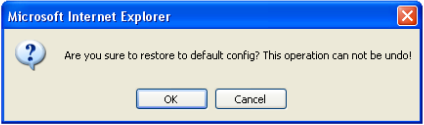 Microsoft Internet Explorer
Are you sure to restore to default config? This operation can not be undo!
OK
Cancel